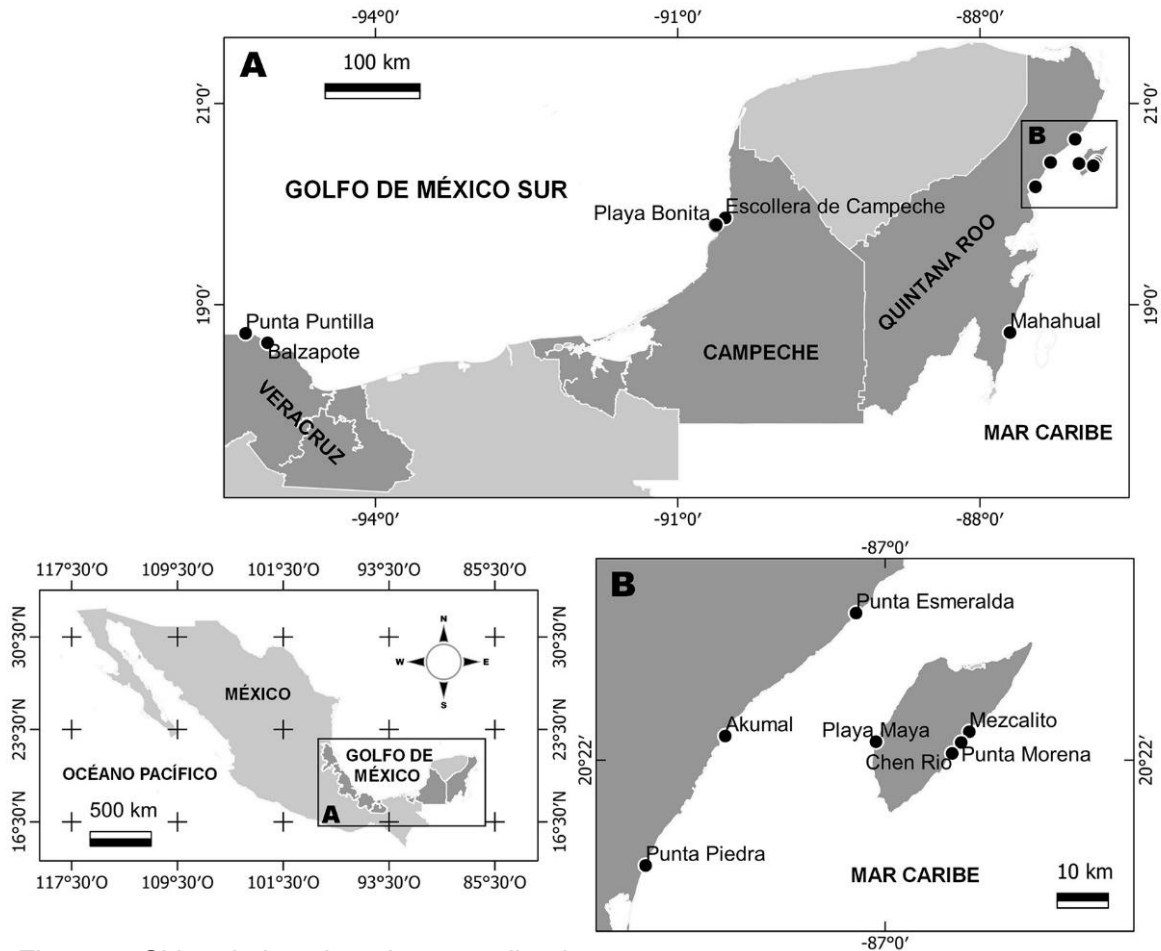 -94°0′ -91°0′ -88°0′
A
100 km
21°0′
21°0′
B
GOLFO DE MÉXICO SUR
Playa Bonita
Escollera de Campeche
QUINTANA ROO
19°0′
19°0′
Punta Puntilla
Balzapote
Mahahual
CAMPECHE
VERACRUZ
MAR CARIBE
-94°0′ -91°0′ -88°0′
117°30′O 109°30′O 101°30′O 93°30′O 85°30′O
30°30′N
30°30′N
N
W
E
S
MÉXICO
23°30′N
23°30′N
GOLFO DE
MÉXICO
OCÉANO PACÍFICO
500 km
A
16°30′N
16°30′N
117°30′O 109°30′O 101°30′O 93°30′O 85°30′O
-87°0′
B
Punta Esmeralda
Akumal
Playa Maya
Mezcalito
Chen Rio
Punta Morena
20°22′
20°22′
Punta Piedra
MAR CARIBE
10 km
-87°0′